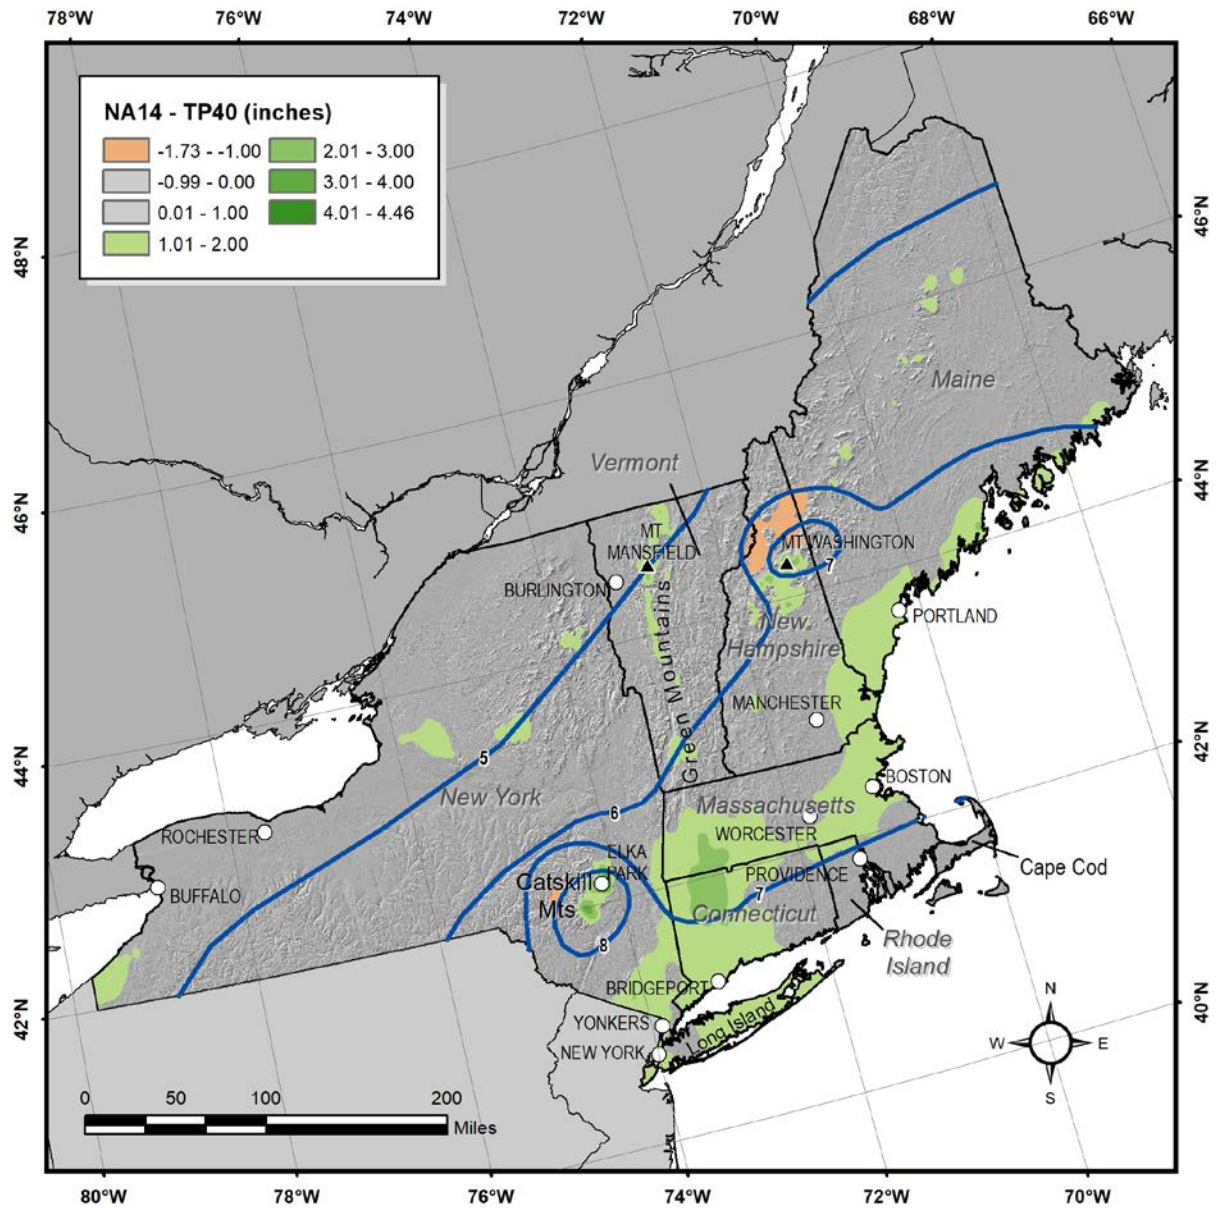 78°W 76°W 74°W 72°W 70°W 68°W 66°W
NA14 - TP40 (inches)
-1.73 - -1.00
-0.99 - 0.00
0.01 - 1.00
1.01 - 2.00
2.01 - 3.00
3.01 - 4.00
4.01 - 4.46
48°N
46°N
44°N
42°N
46°N
44°N
42°N
40°N
Maine
Vermont
MT
MANSFIELD
MT WASHINGTON
7
BURLINGTON
Green Mountains
New
Hampshire
PORTLAND
MANCHESTER
5
BOSTON
New York
6
Massachusetts
ROCHESTER
WORCESTER
ELKA
PARK
BUFFALO
Catskill
Mts
PROVIDENCE
Cape Cod
7
Connecticut
8
Rhode
Island
BRIDGEPORT
YONKERS
Long Island
NEW YORK
N
W E
S
0 50 100 200
Miles
80°W 78°W 76°W 74°W 72°W 70°W